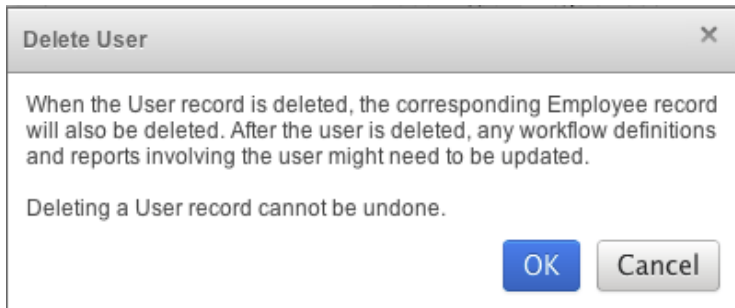 Delete User
×
When the User record is deleted, the corresponding Employee record
will also be deleted. After the user is deleted, any workflow definitions
and reports involving the user might need to be updated.
Deleting a User record cannot be undone.
OK Cancel